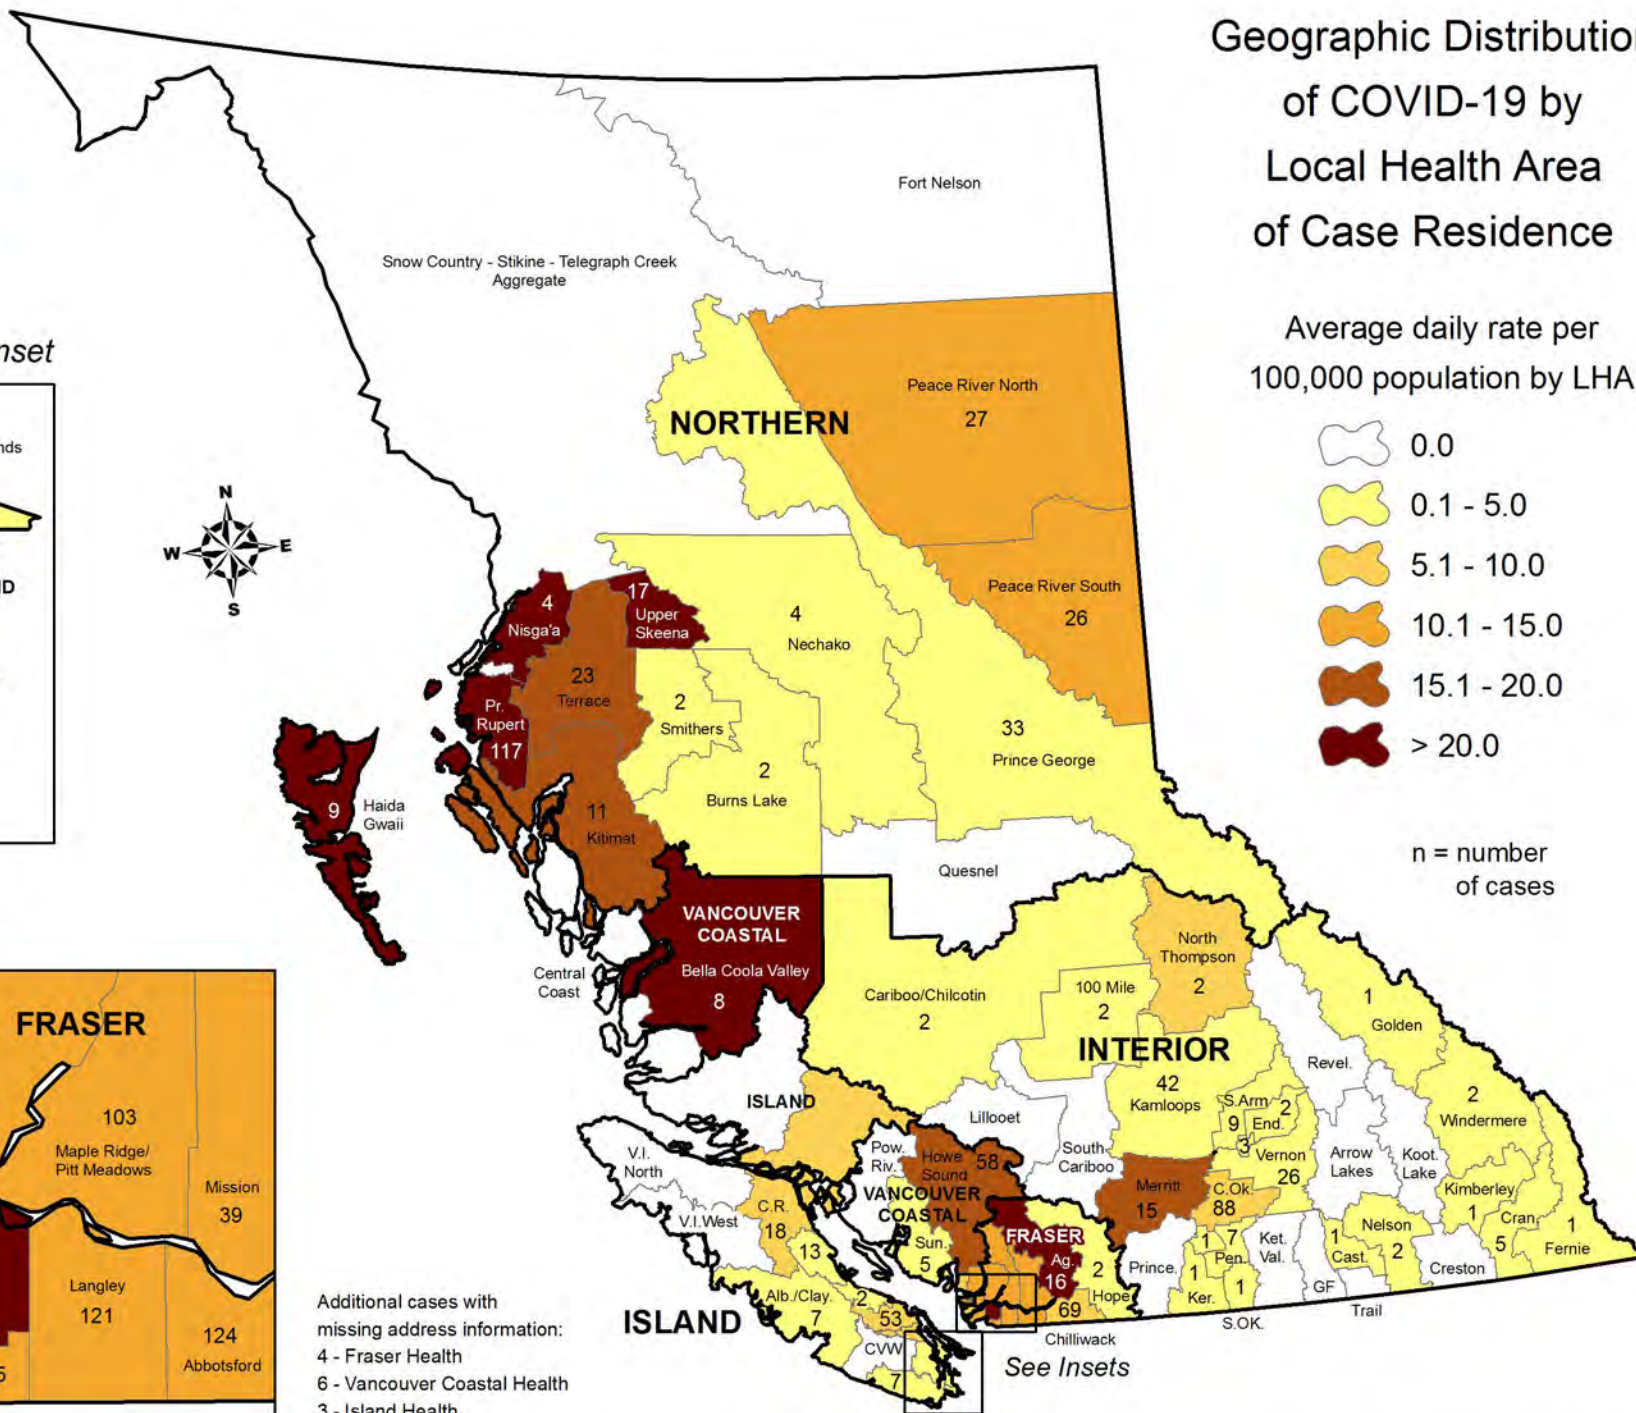 Geographic Distribution
of COVID-19 by
Local Health Area
of Case Residence
Average daily rate per
100,000 population by LHA
0.0
0.1 - 5.0
5.1 - 10.0
10.1 - 15.0
15.1 - 20.0
> 20.0
n = number
of cases
Fort Nelson
Snow Country - Stikine - Telegraph Creek
Aggregate
Peace River North
27
NORTHERN
N
W E
S
Peace River South
26
4
Nisga'a
17
Upper
Skeena
4
Nechako
23
Terrace
2
Smithers
Pr.
Rupert
117
33
Prince George
2
Burns Lake
9
Haida
Gwaii
11
Kitimat
Quesnel
VANCOUVER
COASTAL
Bella Coola Valley
8
Central
Coast
Cariboo/Chilcotin
2
100 Mile
2
North
Thompson
2
1
Golden
INTERIOR
42
Kamloops
Revel.
2
Windermere
ISLAND
Lillooet
S.Arm
9
2
End.
3
Vernon
26
South
Cariboo
Arrow
Lakes
Koot.
Lake
Kimberley
1
Cran.
5
1
Fernie
V.I.
North
Pow.
Riv.
Howe
Sound
58
VANCOUVER
COASTAL
Merritt
15
C.Ok.
88
V.I.West
C.R.
18
13
Sun.
5
FRASER
Ag.
16
2
Hope
Prince.
1
7
Pen.
1
Ker.
1
Ket.
Val.
1
Cast.
Nelson
2
Creston
GF
Trail
S.OK.
Alb./Clay.
7
2
53
CVW
7
69
Chilliwack
ISLAND
See Insets
nset
nds
D
FRASER
103
Maple Ridge/
Pitt Meadows
Mission
39
Langley
121
124
Abbotsford
5
Additional cases with
missing address information:
4 - Fraser Health
6 - Vancouver Coastal Health
3 - Island Health